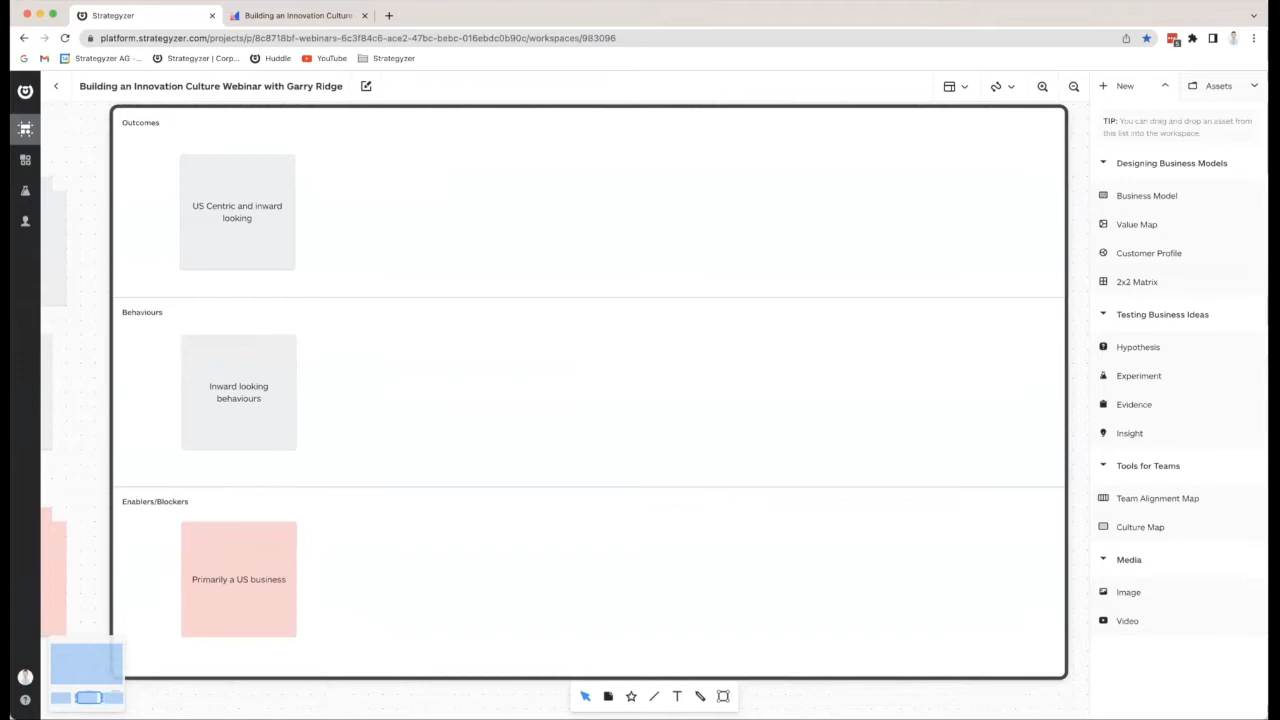 Strategyzer
Building an Innovation Culture
platform.strategyzer.com/projects/p/8c8718bf-webinars-6c3f84c6-ace2-47bc-bebc-016ebdc0b90c/workspaces/983096
Strategyzer AG -...
Strategyzer | Corp...
Huddle
YouTube
Strategyzer
Building an Innovation Culture Webinar with Garry Ridge
New
Assets
TIP: You can drag and drop an asset from
this list into the workspace.
Designing Business Models
Business Model
Value Map
Customer Profile
2x2 Matrix
Testing Business Ideas
Hypothesis
Experiment
Evidence
Insight
Tools for Teams
Team Alignment Map
Culture Map
Media
Image
Video
Outcomes
US Centric and inward
looking
Behaviours
Inward looking
behaviours
Enablers/Blockers
Primarily a US business